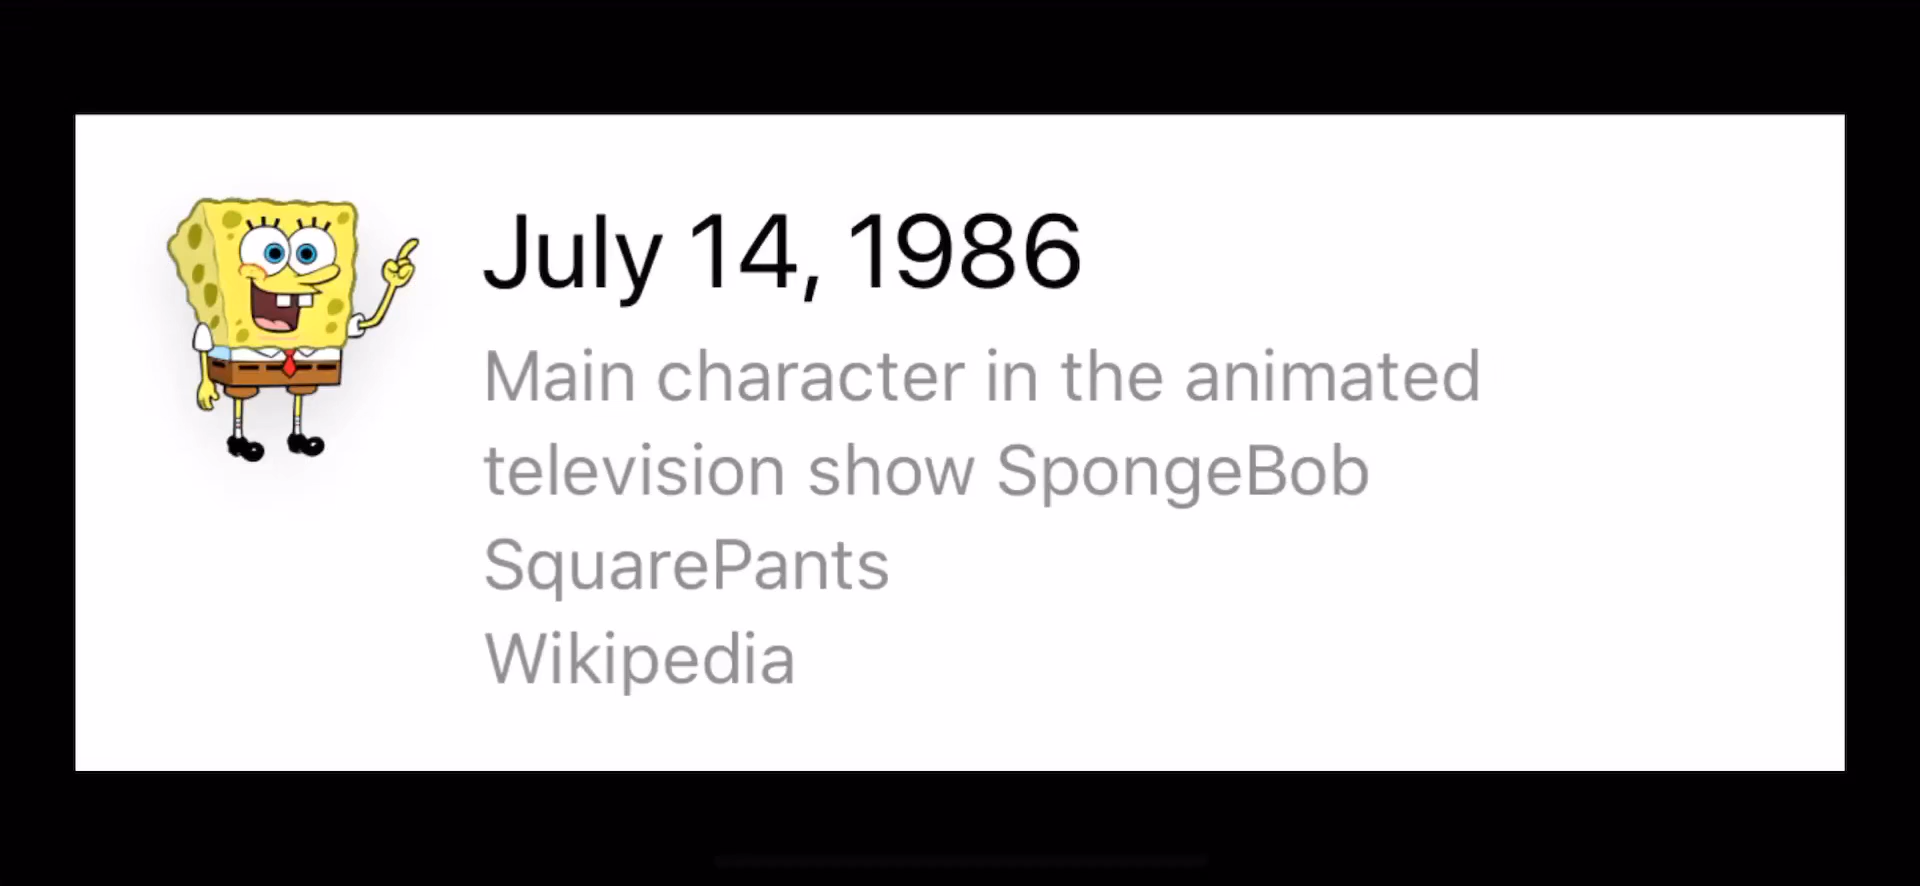 July 14, 1986
Main character in the animated
television show SpongeBob
SquarePants
Wikipedia